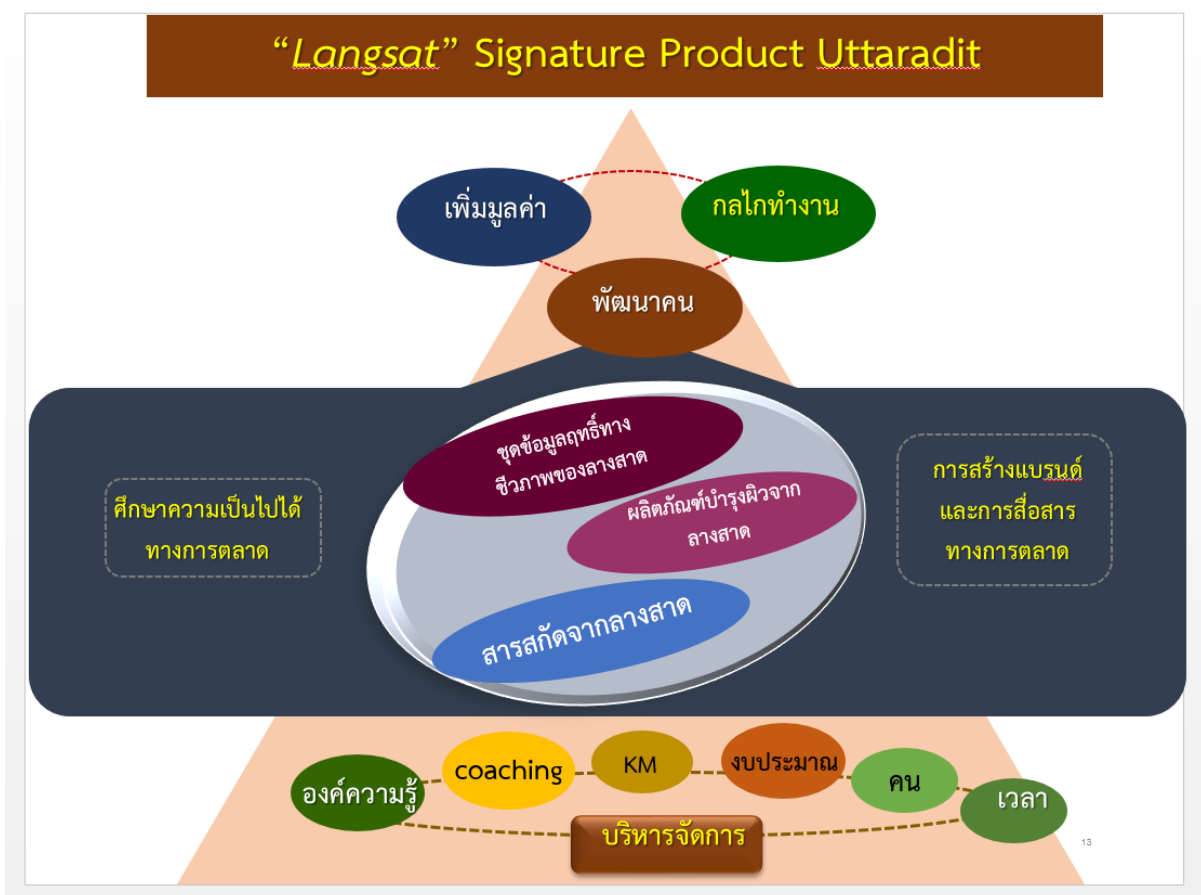 “Langsat” Signature Product Uttaradit
เพิ่มมูลค่า
กลไกทำงาน
พัฒนาคน
ชุดข้อมูลฤทธิ์ทาง
ชีวภาพของลางสาด
ผลิตภัณฑ์บำรุงผิวจาก
ลางสาด
สารสกัดจากลางสาด
ศึกษาความเป็นไปได้
ทางการตลาด
การสร้างแบรนด์
และการสื่อสาร
ทางการตลาด
องค์ความรู้
coaching
KM
งบประมาณ
คน
เวลา
บริหารจัดการ
13